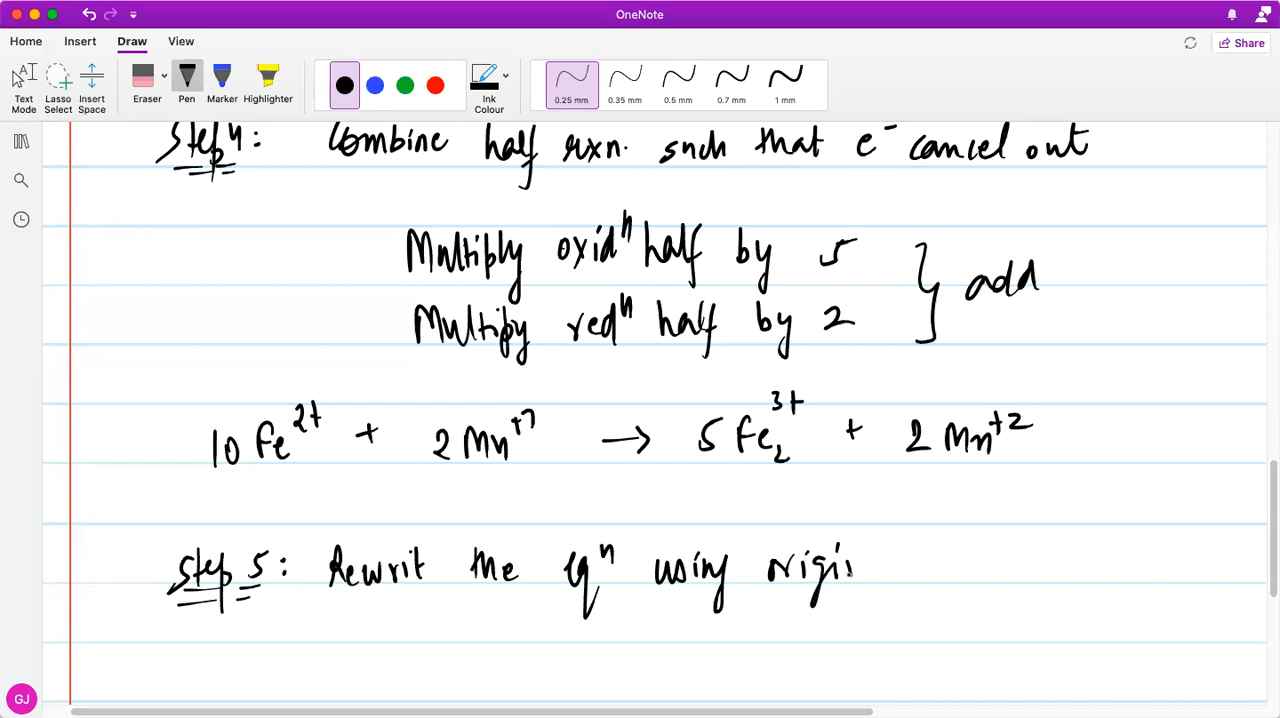 OneNote
Home Insert Draw View
Share
Text Mode
Lasso Select
Insert Space
Eraser
Pen
Marker
Highlighter
Ink Colour
0.25 mm
0.35 mm
0.5 mm
0.7 mm
1 mm
Step 4: Combine half rxn. such that e⁻ cancel out
Multiply oxidⁿ half by 5
Multiply redⁿ half by 2
} add
10 Fe²⁺ + 2 Mn⁺⁷ → 5 Fe₂³⁺ + 2 Mn⁺²
Step 5: Rewrit the eqⁿ using origi
GJ